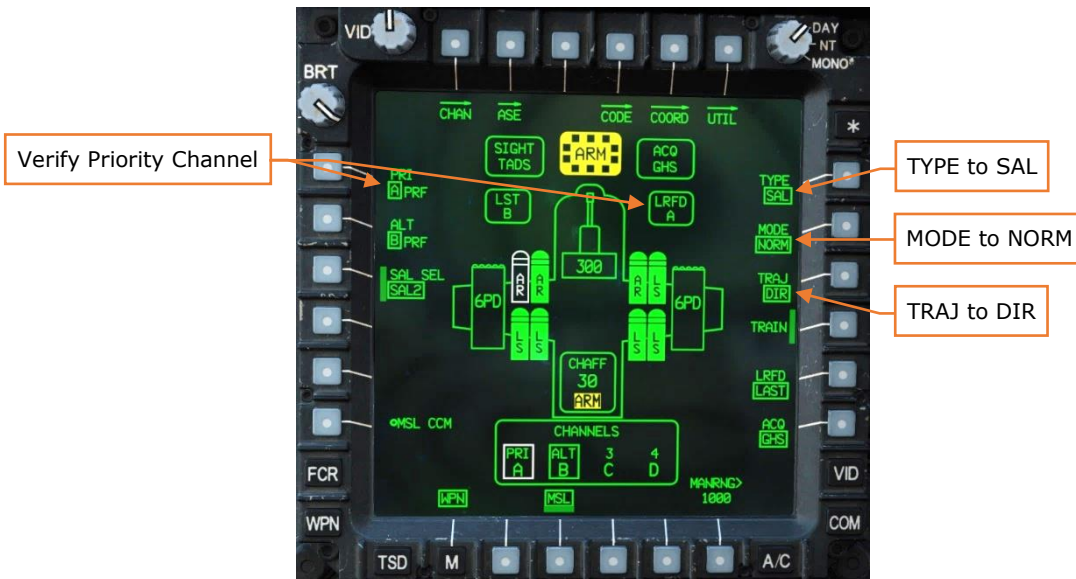 VID
DAY
NT
MONO*
BRT
CHAN
ASE
CODE
COORD
UTIL
*
Verify Priority Channel
SIGHT
TADS
ARM
ACQ
GHS
PRI
A PRF
LST
B
LRFD
A
TYPE
SAL
TYPE to SAL
ALT
B PRF
MODE
NORM
MODE to NORM
SAL SEL
SAL2
300
AR
AR
AR
LS
TRAJ
DIR
TRAJ to DIR
6PD
6PD
TRAIN
LS
LS
LS
LS
CHAFF
30
ARM
LRFD
LAST
MSL CCM
ACQ
GHS
CHANNELS
PRI
A
ALT
B
3
C
4
D
FCR
VID
MANRNG>
1000
WPN
MSL
WPN
COM
TSD
M
A/C